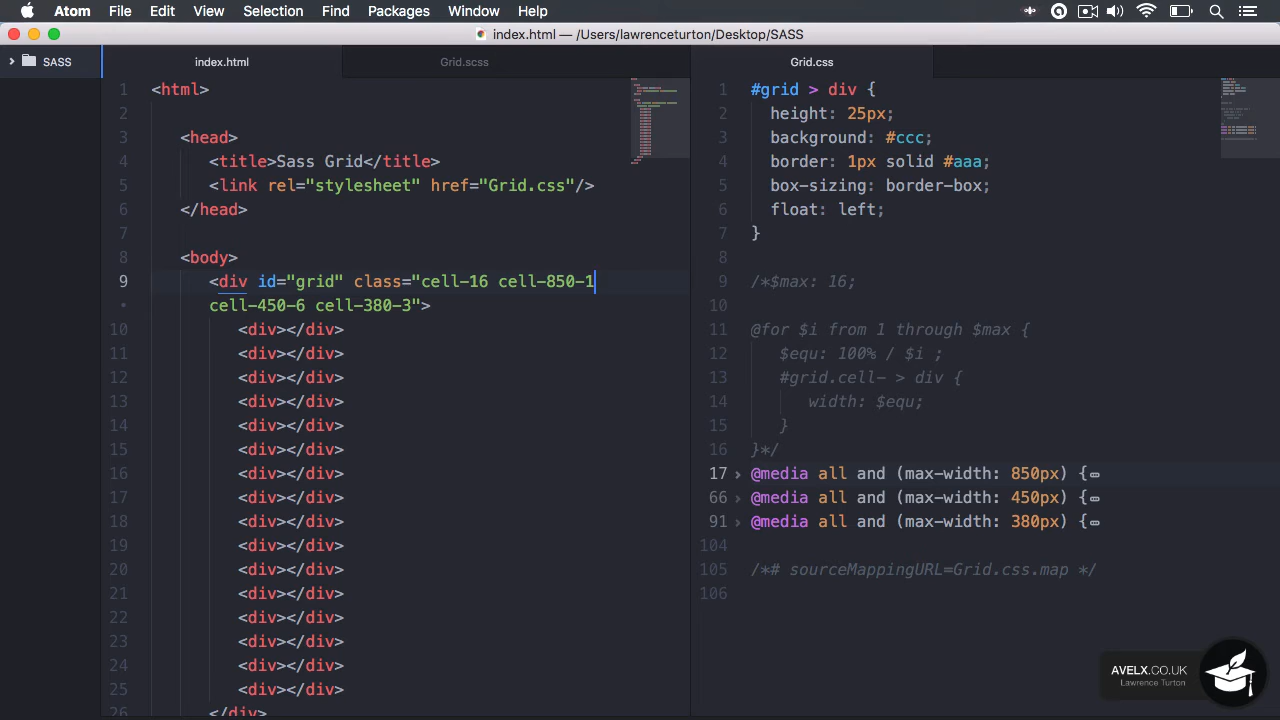 Atom File Edit View Selection Find Packages Window Help
index.html — /Users/lawrenceturton/Desktop/SASS
SASS
index.html
Grid.scss
Grid.css
1 <html>
2
3 <head>
4 <title>Sass Grid</title>
5 <link rel="stylesheet" href="Grid.css"/>
6 </head>
7
8 <body>
9 <div id="grid" class="cell-16 cell-850-1
• cell-450-6 cell-380-3">
10 <div></div>
11 <div></div>
12 <div></div>
13 <div></div>
14 <div></div>
15 <div></div>
16 <div></div>
17 <div></div>
18 <div></div>
19 <div></div>
20 <div></div>
21 <div></div>
22 <div></div>
23 <div></div>
24 <div></div>
25 <div></div>
26 </div>
1 #grid > div {
2 height: 25px;
3 background: #ccc;
4 border: 1px solid #aaa;
5 box-sizing: border-box;
6 float: left;
7 }
8
9 /*$max: 16;
10
11 @for $i from 1 through $max {
12 $equ: 100% / $i ;
13 #grid.cell- > div {
14 width: $equ;
15 }
16 }*/
17 @media all and (max-width: 850px) {
66 @media all and (max-width: 450px) {
91 @media all and (max-width: 380px) {
104
105 /*# sourceMappingURL=Grid.css.map */
106
AVELX.CO.UK
Lawrence Turton